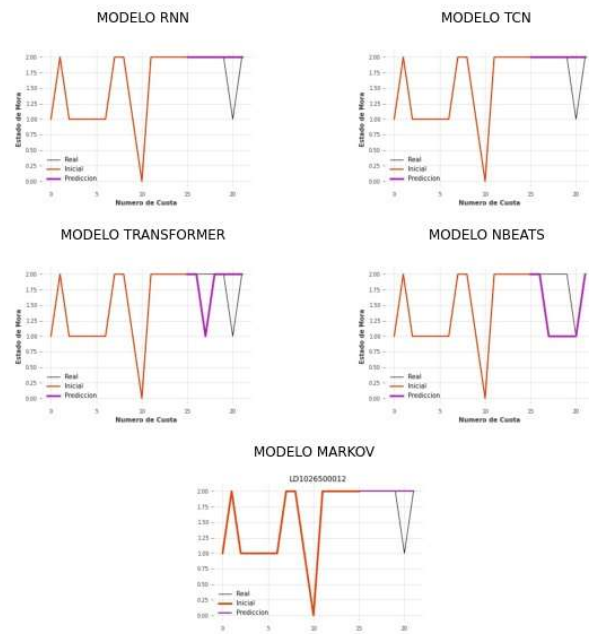 MODELO RNN
MODELO TCN
2.00
1.75
1.50
1.25
1.00
0.75
0.50
0.25
0.00
Estado de Mora
Real
Inicial
Prediccion
0 5 10 15 20
Numero de Cuota
2.00
1.75
1.50
1.25
1.00
0.75
0.50
0.25
0.00
Estado de Mora
Real
Inicial
Prediccion
0 5 10 15 20
Numero de Cuota
MODELO TRANSFORMER
MODELO NBEATS
2.00
1.75
1.50
1.25
1.00
0.75
0.50
0.25
0.00
Estado de Mora
Real
Inicial
Prediccion
0 5 10 15 20
Numero de Cuota
2.00
1.75
1.50
1.25
1.00
0.75
0.50
0.25
0.00
Estado de Mora
Real
Inicial
Prediccion
0 5 10 15 20
Numero de Cuota
MODELO MARKOV
LD1026500012
2.00
1.75
1.50
1.25
1.00
0.75
0.50
0.25
0.00
Real
Inicial
Prediccion
0 5 10 15 20